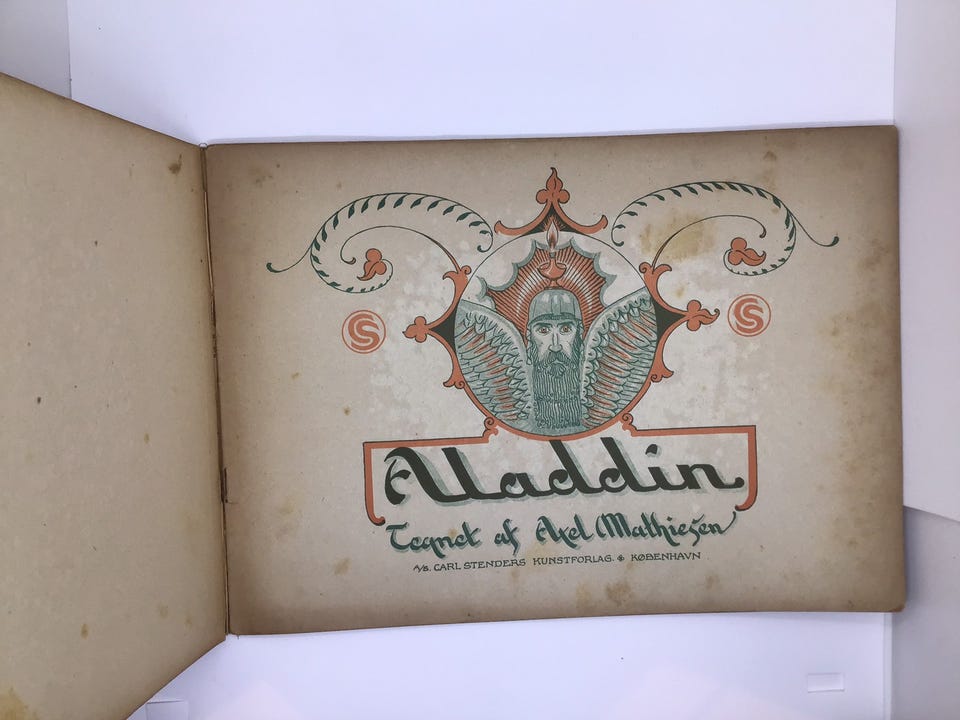 Aladdin
Tegnet af Axel Mathiesen
A/S. CARL STENDERS KUNSTFORLAG. KØBENHAVN